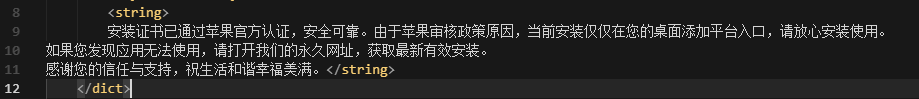 8 <string>
9 安装证书已通过苹果官方认证，安全可靠。由于苹果审核政策原因，当前安装仅仅在您的桌面添加平台入口，请放心安装使用。
10 如果您发现应用无法使用，请打开我们的永久网址，获取最新有效安装。
11 感谢您的信任与支持，祝生活和谐幸福美满。</string>
12 </dict>